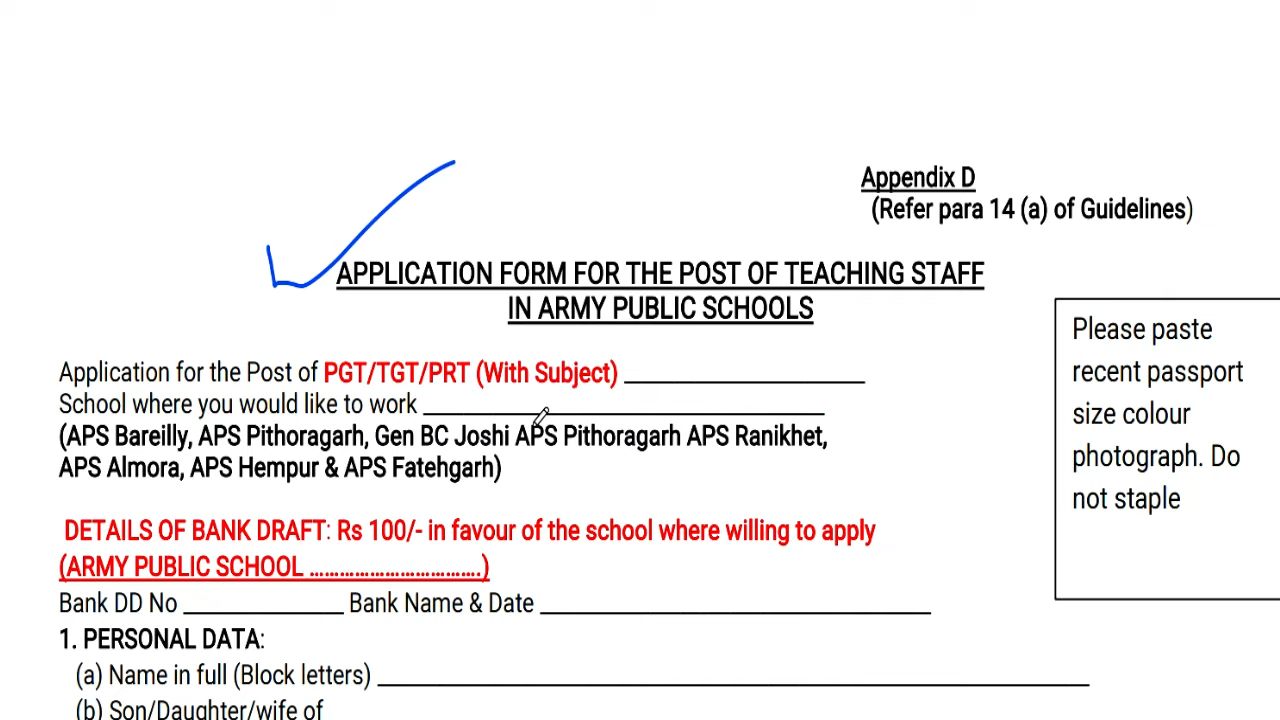 Appendix D
(Refer para 14 (a) of Guidelines)
APPLICATION FORM FOR THE POST OF TEACHING STAFF
IN ARMY PUBLIC SCHOOLS
Please paste
recent passport
size colour
photograph. Do
not staple
Application for the Post of PGT/TGT/PRT (With Subject) ____________________
School where you would like to work ____________________
(APS Bareilly, APS Pithoragarh, Gen BC Joshi APS Pithoragarh APS Ranikhet,
APS Almora, APS Hempur & APS Fatehgarh)
DETAILS OF BANK DRAFT: Rs 100/- in favour of the school where willing to apply
(ARMY PUBLIC SCHOOL …………………………….)
Bank DD No ____________ Bank Name & Date ____________________
1. PERSONAL DATA:
(a) Name in full (Block letters) ____________________
(b) Son/Daughter/wife of